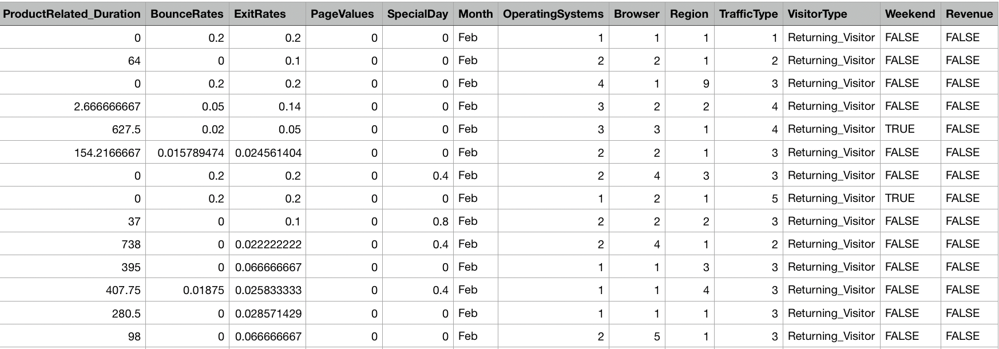 ProductRelated_Duration BounceRates ExitRates PageValues SpecialDay Month OperatingSystems Browser Region TrafficType VisitorType Weekend Revenue
0 0.2 0.2 0 0 Feb 1 1 1 1 Returning_Visitor FALSE FALSE
64 0 0.1 0 0 Feb 2 2 1 2 Returning_Visitor FALSE FALSE
0 0.2 0.2 0 0 Feb 4 1 9 3 Returning_Visitor FALSE FALSE
2.666666667 0.05 0.14 0 0 Feb 3 2 2 4 Returning_Visitor FALSE FALSE
627.5 0.02 0.05 0 0 Feb 3 3 1 4 Returning_Visitor TRUE FALSE
154.2166667 0.015789474 0.024561404 0 0 Feb 2 2 1 3 Returning_Visitor FALSE FALSE
0 0.2 0.2 0 0.4 Feb 2 4 3 3 Returning_Visitor FALSE FALSE
0 0.2 0.2 0 0 Feb 1 2 1 5 Returning_Visitor TRUE FALSE
37 0 0.1 0 0.8 Feb 2 2 2 3 Returning_Visitor FALSE FALSE
738 0 0.022222222 0 0.4 Feb 2 4 1 2 Returning_Visitor FALSE FALSE
395 0 0.066666667 0 0 Feb 1 1 3 3 Returning_Visitor FALSE FALSE
407.75 0.01875 0.025833333 0 0.4 Feb 1 1 4 3 Returning_Visitor FALSE FALSE
280.5 0 0.028571429 0 0 Feb 1 1 1 3 Returning_Visitor FALSE FALSE
98 0 0.066666667 0 0 Feb 2 5 1 3 Returning_Visitor FALSE FALSE